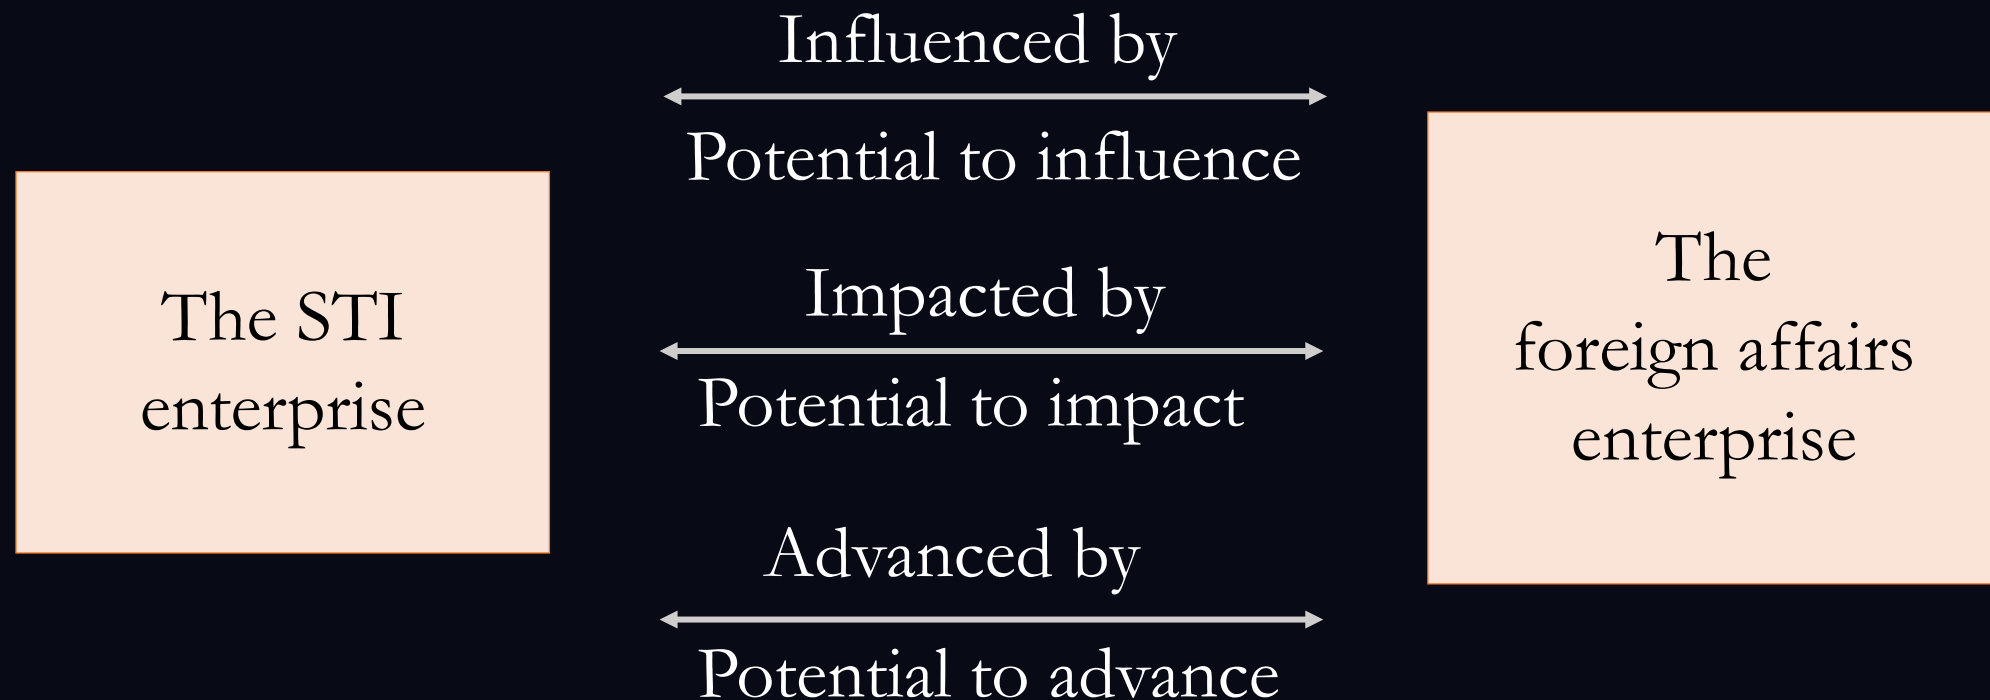 The STI
enterprise
Influenced by
Potential to influence
Impacted by
Potential to impact
Advanced by
Potential to advance
The
foreign affairs
enterprise